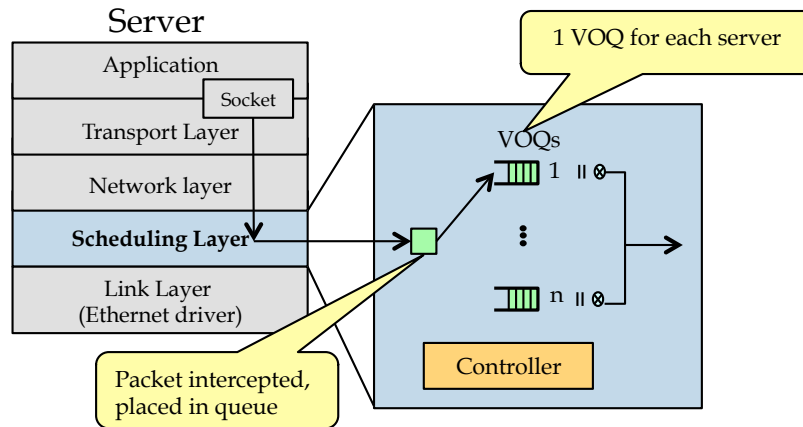 Server
Application
Socket
Transport Layer
Network layer
Scheduling Layer
Link Layer
(Ethernet driver)
Packet intercepted,
placed in queue
1 VOQ for each server
VOQs
1
n
Controller